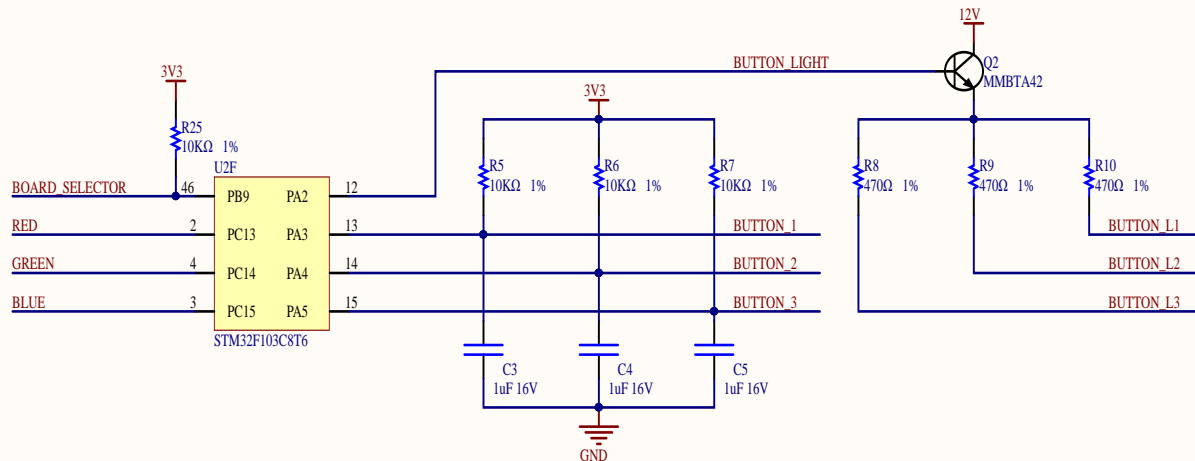 12V
BUTTON_LIGHT
Q2
MMBTA42
3V3
3V3
R25
10KΩ 1%
U2F
R5
10KΩ 1%
R6
10KΩ 1%
R7
10KΩ 1%
R8
470Ω 1%
R9
470Ω 1%
R10
470Ω 1%
BOARD_SELECTOR 46 PB9 PA2 12
RED 2 PC13 PA3 13 BUTTON_1 BUTTON_L1
GREEN 4 PC14 PA4 14 BUTTON_2 BUTTON_L2
BLUE 3 PC15 PA5 15 BUTTON_3 BUTTON_L3
STM32F103C8T6
C3
1uF 16V
C4
1uF 16V
C5
1uF 16V
GND